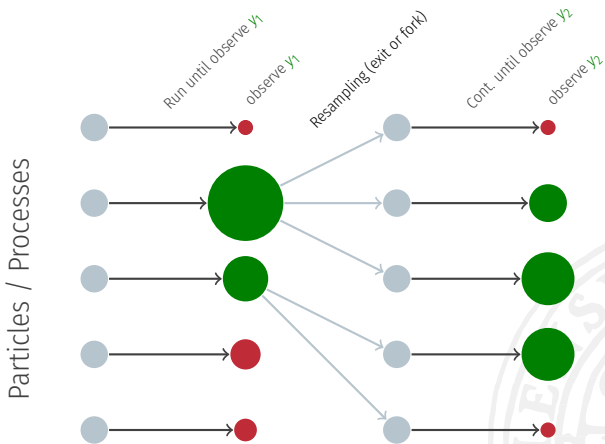 Run until observe y1
observe y1
Resampling (exit or fork)
Cont. until observe y2
observe y2
Particles / Processes